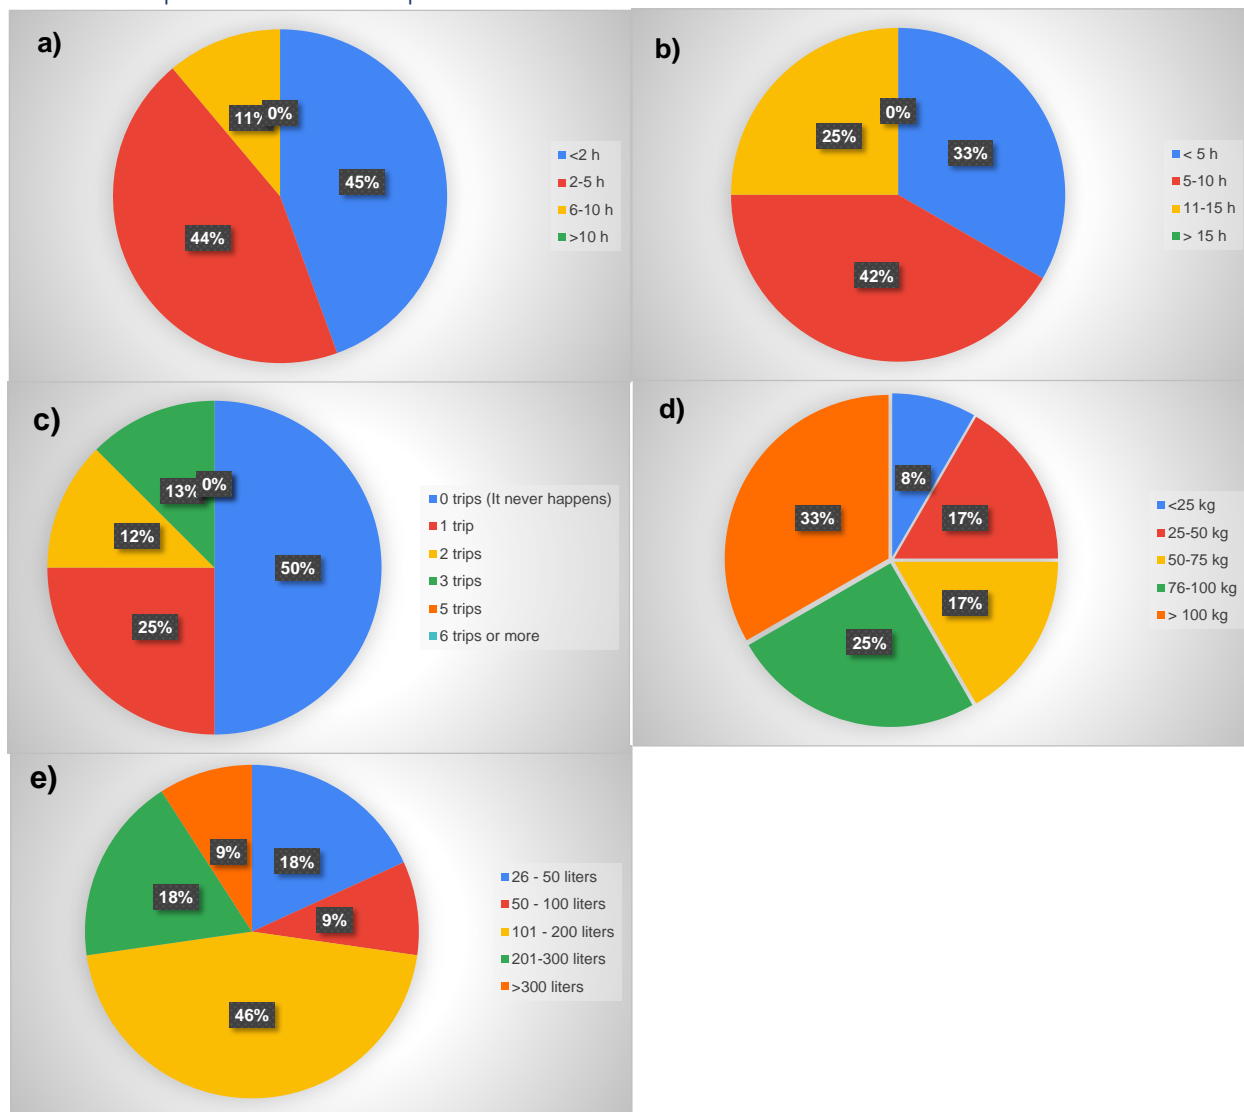 a)
11%
0%
45%
44%
<2 h
2-5 h
6-10 h
>10 h
b)
0%
25%
33%
42%
< 5 h
5-10 h
11-15 h
> 15 h
c)
13%
0%
12%
50%
25%
0 trips (It never happens)
1 trip
2 trips
3 trips
5 trips
6 trips or more
d)
8%
33%
17%
17%
25%
<25 kg
25-50 kg
50-75 kg
76-100 kg
> 100 kg
e)
9%
18%
18%
9%
46%
26 - 50 liters
50 - 100 liters
101 - 200 liters
201-300 liters
>300 liters